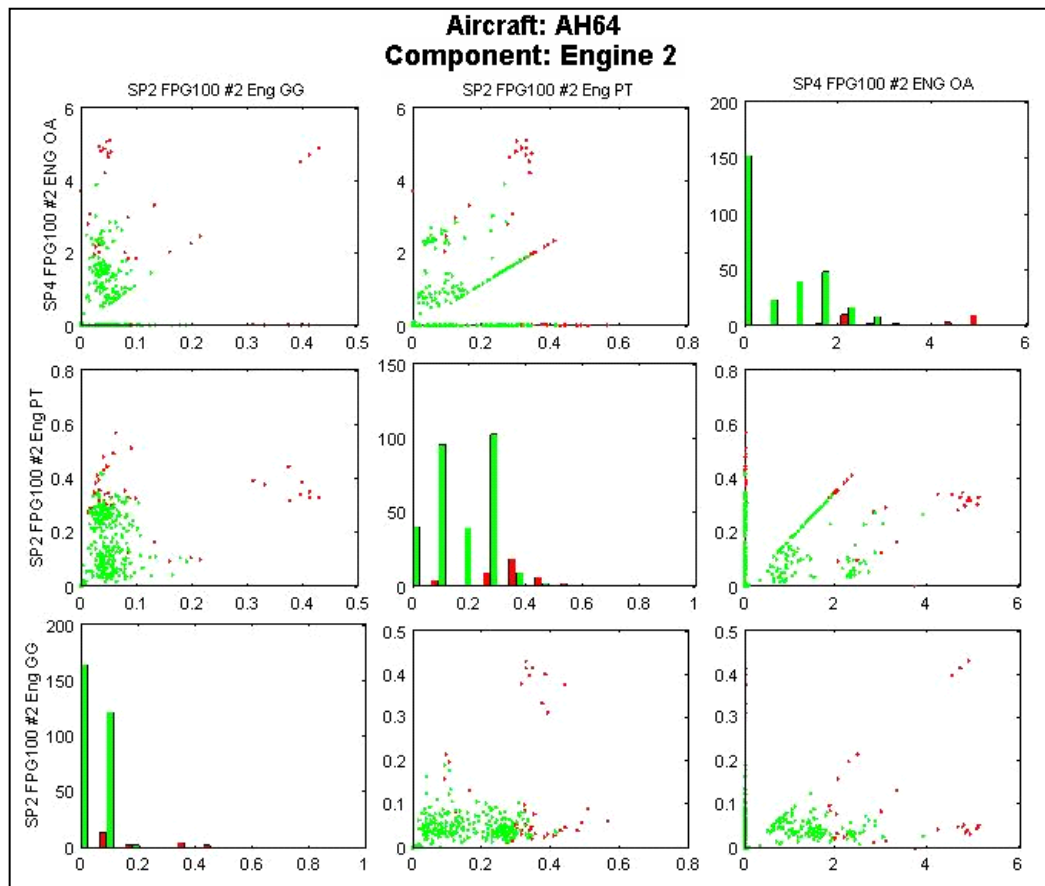 Aircraft: AH64
Component: Engine 2
SP2 FPG100 #2 Eng GG
SP2 FPG100 #2 Eng PT
SP4 FPG100 #2 ENG OA
SP4 FPG100 #2 ENG OA
6
4
2
0
0 0.1 0.2 0.3 0.4 0.5
6
4
2
0
0 0.2 0.4 0.6 0.8
200
150
100
50
0
0 2 4 6
SP2 FPG100 #2 Eng PT
0.8
0.6
0.4
0.2
0
0 0.1 0.2 0.3 0.4 0.5
150
100
50
0
0 0.2 0.4 0.6 0.8 1
0.8
0.6
0.4
0.2
0
0 2 4 6
SP2 FPG100 #2 Eng GG
200
150
100
50
0
0 0.2 0.4 0.6 0.8 1
0.5
0.4
0.3
0.2
0.1
0
0 0.2 0.4 0.6 0.8
0.5
0.4
0.3
0.2
0.1
0
0 2 4 6